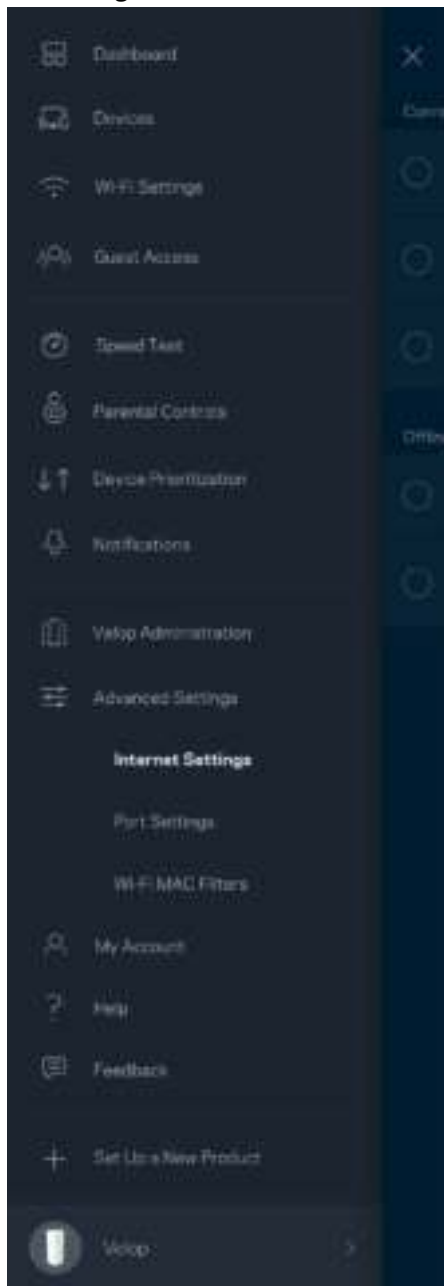 Dashboard
Devices
Wi-Fi Settings
Guest Access
Speed Test
Parental Controls
Device Prioritization
Notifications
Velop Administration
Advanced Settings
Internet Settings
Port Settings
Wi-Fi MAC Filters
My Account
Help
Feedback
Set Up a New Product
Velop